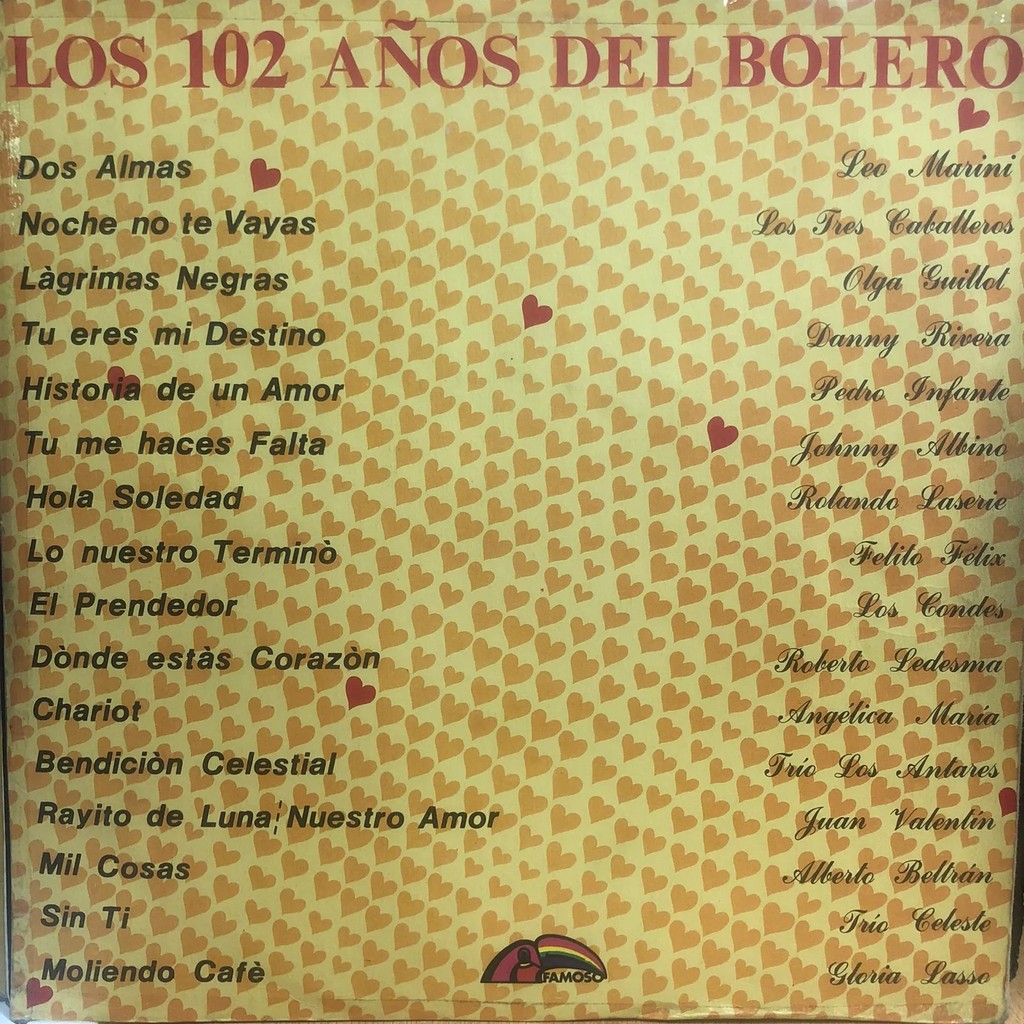 LOS 102 AÑOS DEL BOLERO
Dos Almas Leo Marini
Noche no te Vayas Los Tres Caballeros
Làgrimas Negras Olga Guillot
Tu eres mi Destino Danny Rivera
Historia de un Amor Pedro Infante
Tu me haces Falta Johnny Albino
Hola Soledad Rolando Laserie
Lo nuestro Terminò Felito Félix
El Prendedor Los Condes
Dònde estàs Corazòn Roberto Ledesma
Chariot Angélica María
Bendiciòn Celestial Trío Los Antares
Rayito de Luna¦Nuestro Amor Juan Valentín
Mil Cosas Alberto Beltrán
Sin Ti Trío Celeste
Moliendo Cafè Gloria Lasso
FAMOSO